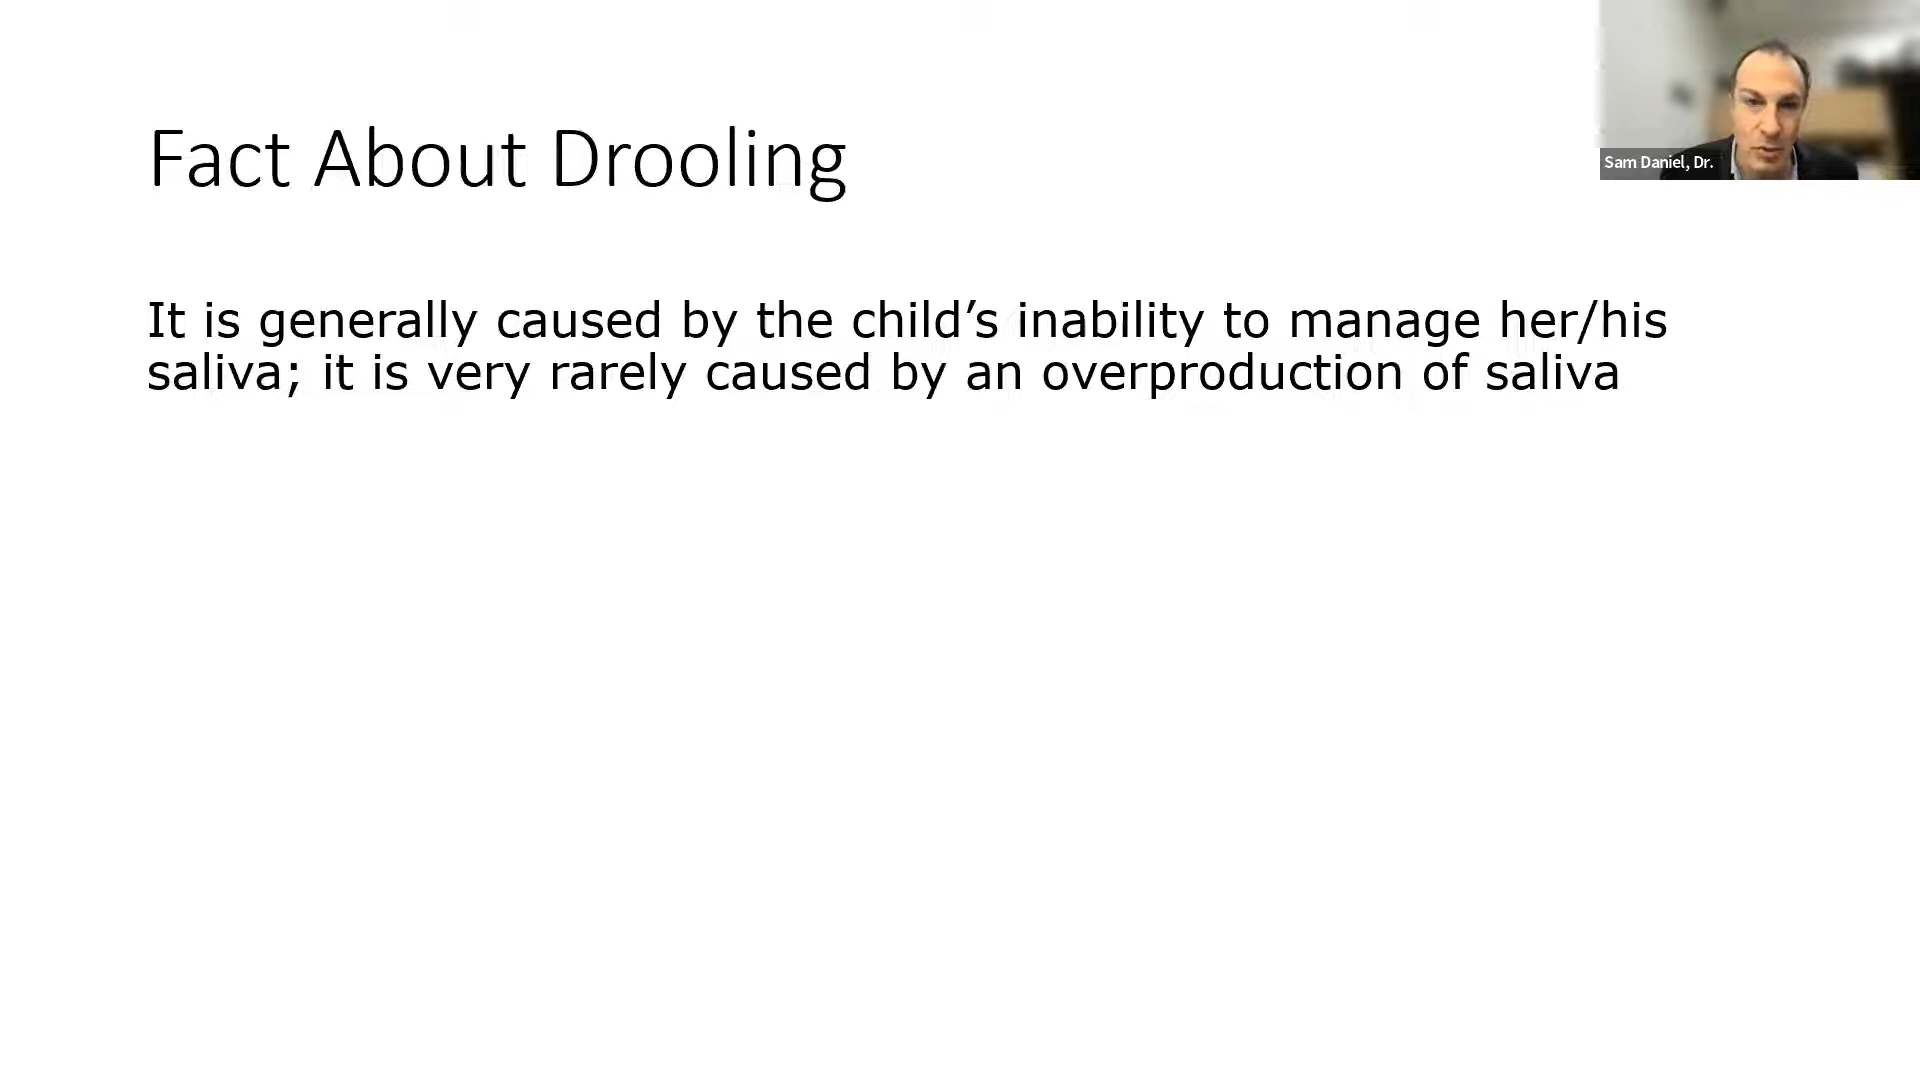 Fact About Drooling
Sam Daniel, Dr.
It is generally caused by the child’s inability to manage her/his
saliva; it is very rarely caused by an overproduction of saliva